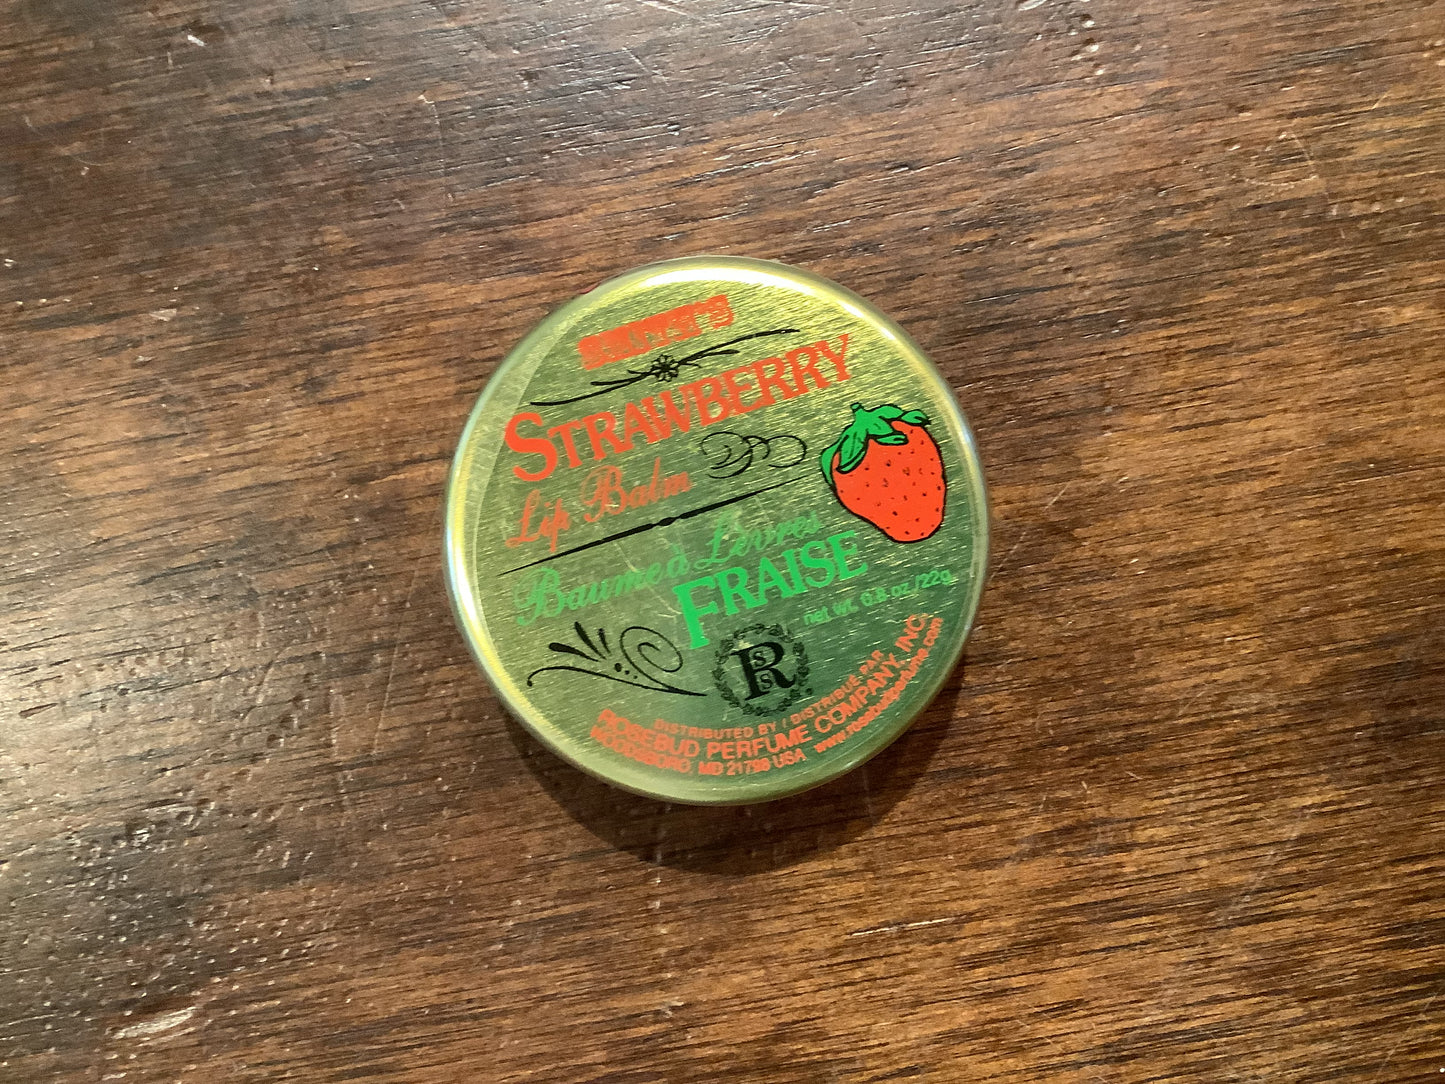 STRAWBERRY
Lip Balm
Baume à Lèvres
FRAISE
net wt. 0.8 oz./22g
R
S
S
DISTRIBUTED BY / DISTRIBUÉ PAR
ROSEBUD PERFUME COMPANY, INC.
WOODSBORO, MD 21798 USA www.rosebudperfume.com